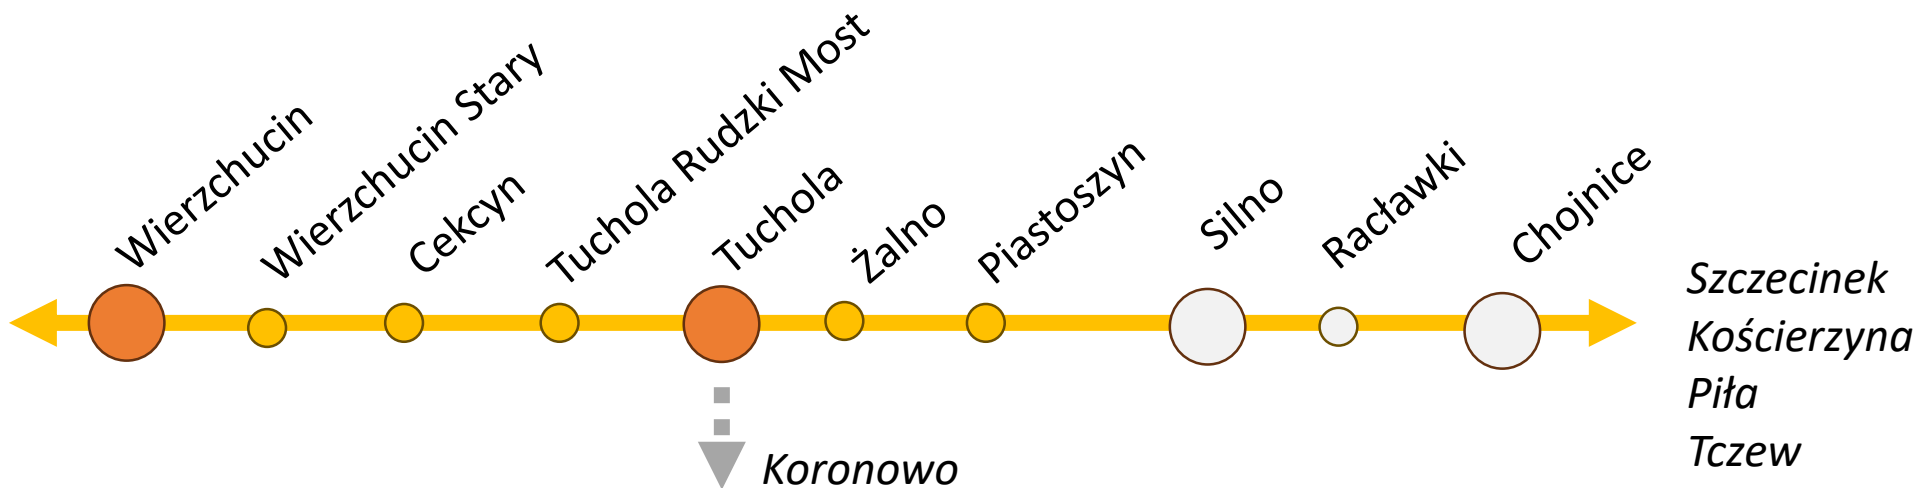 Wierzchucin
Wierzchucin Stary
Cekcyn
Tuchola Rudzki Most
Tuchola
Żalno
Piastoszyn
Silno
Racławki
Chojnice
Szczecinek
Kościerzyna
Piła
Tczew
Koronowo